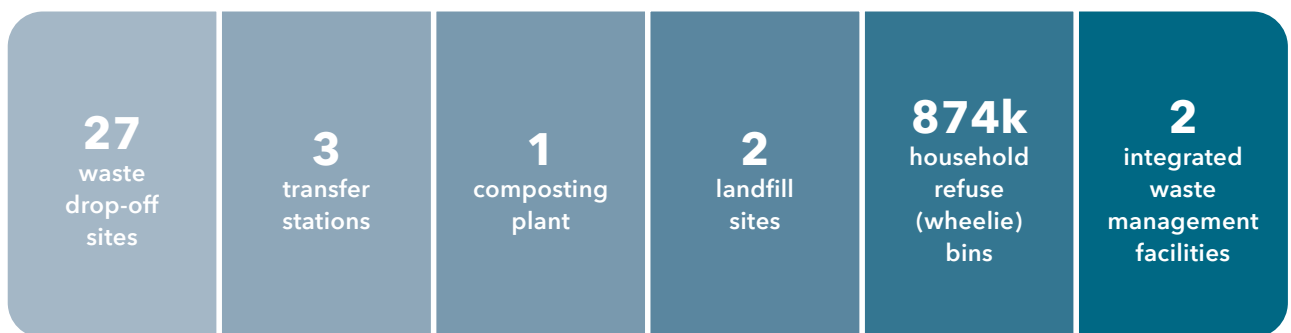 27
waste
drop-off
sites
3
transfer
stations
1
composting
plant
2
landfill
sites
874k
household
refuse
(wheelie)
bins
2
integrated
waste
management
facilities